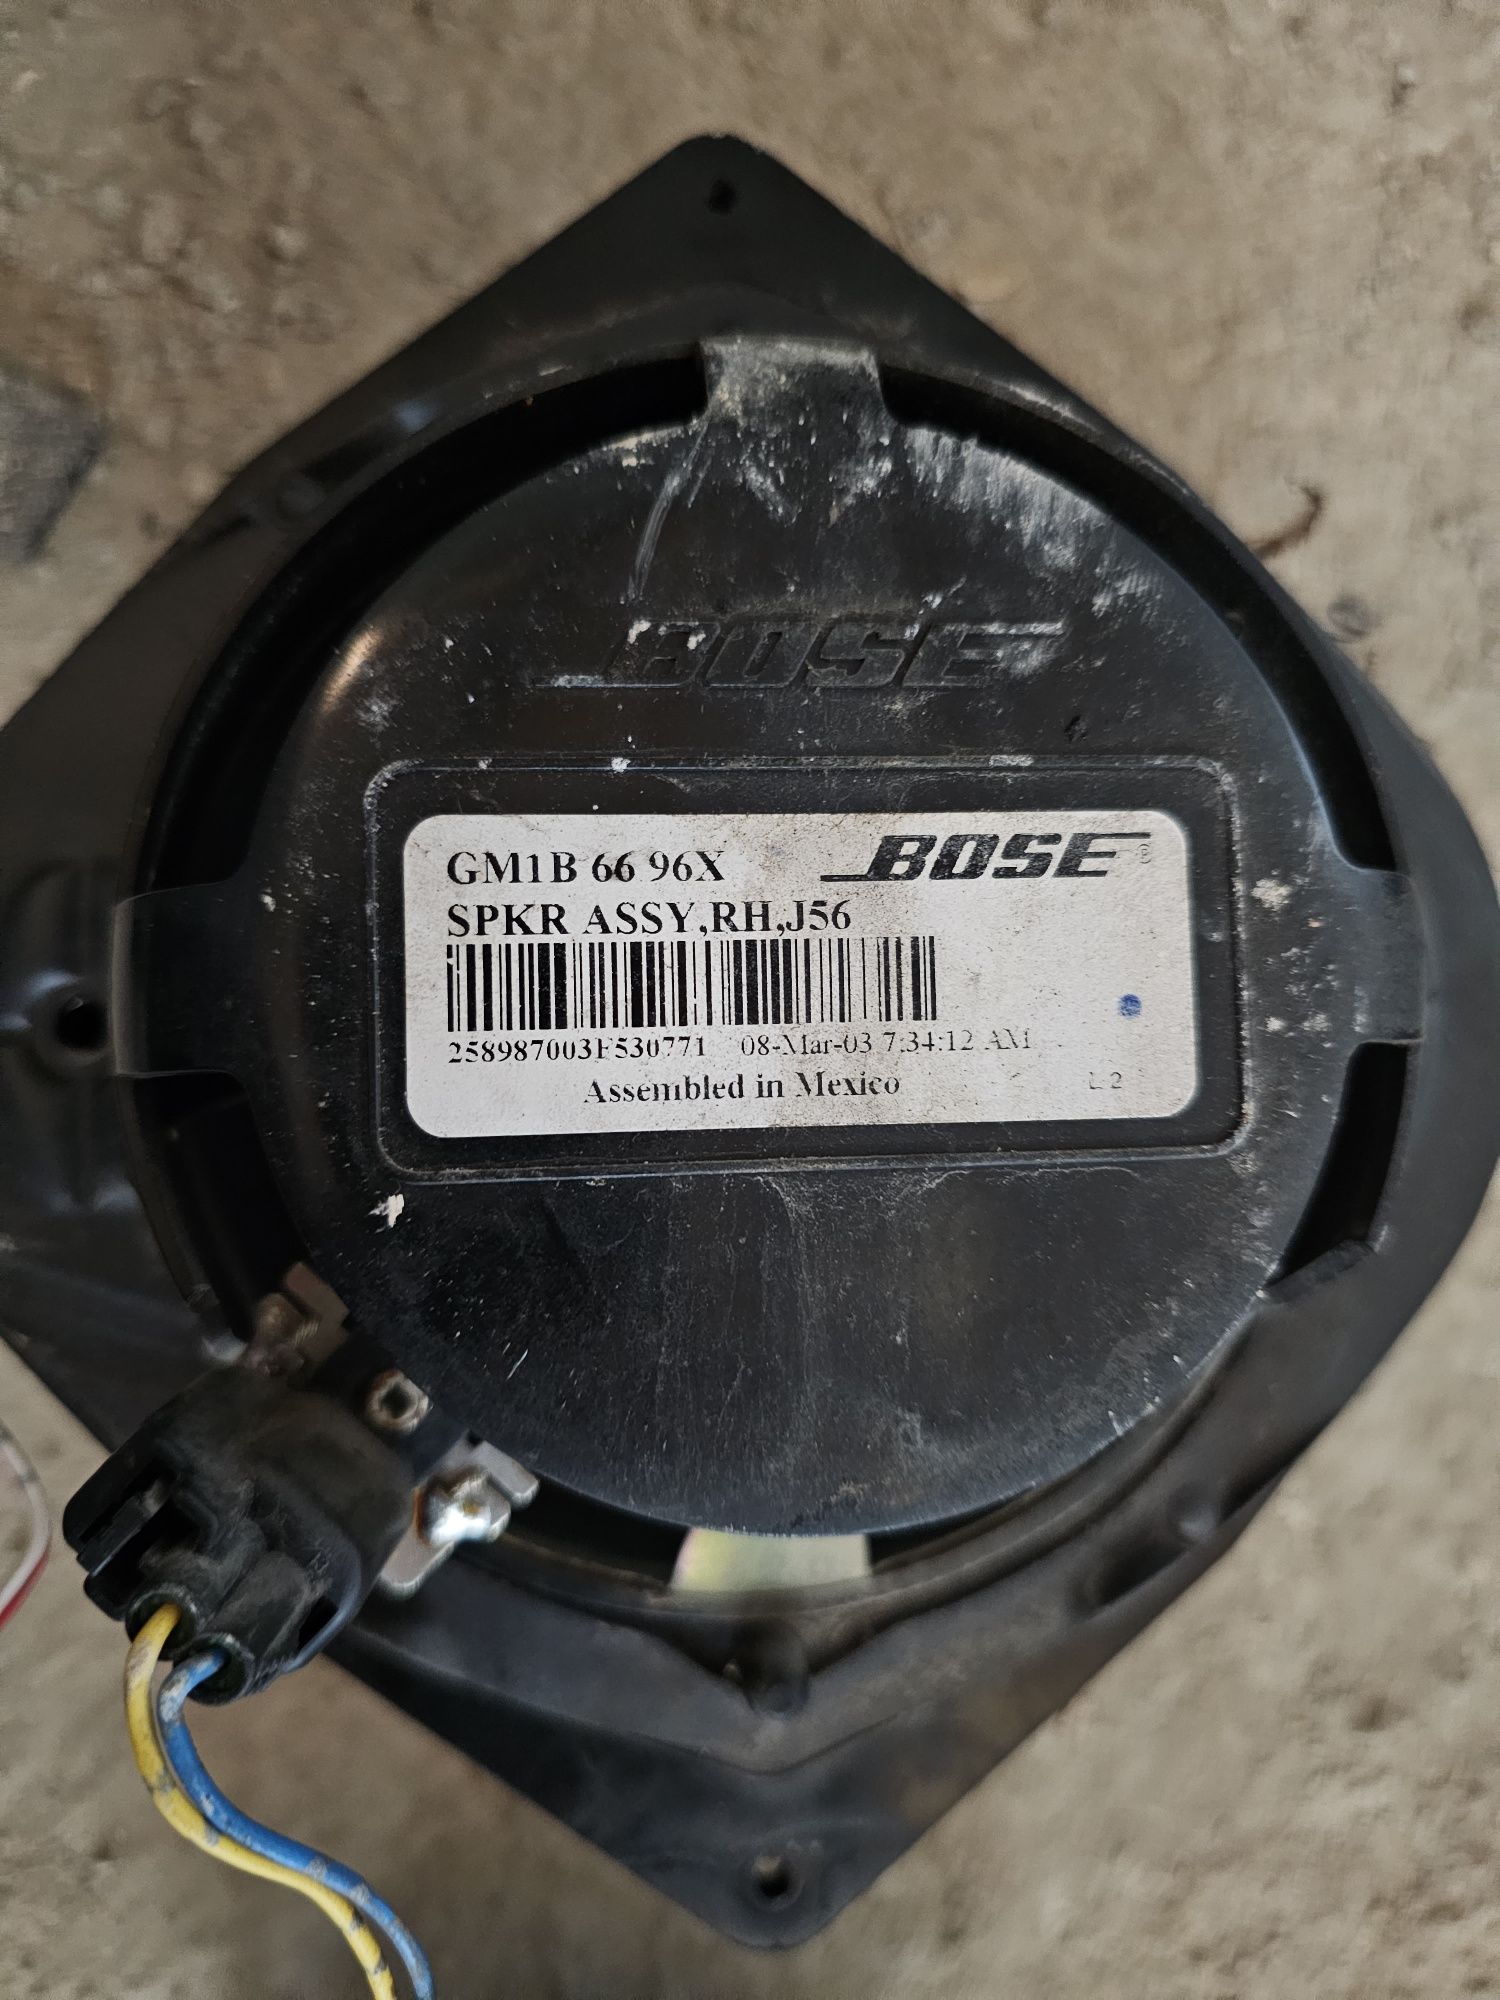 BOSE
GM1B 66 96X BOSE®
SPKR ASSY,RH,J56
258987003F530771 08-Mar-03 7:34:12 AM
Assembled in Mexico L 2